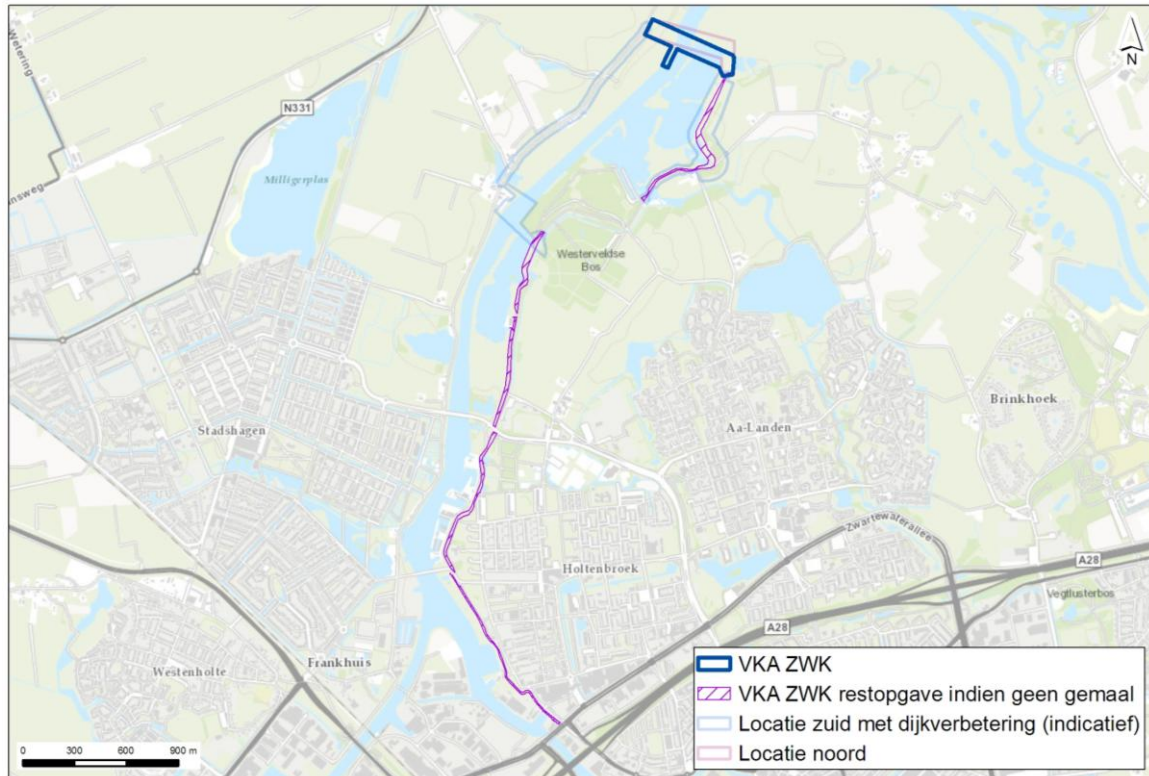 Wetering
N331
nsweg
Milligerplas
N
Westerveldse
Bos
Stadshagen
Aa-Landen
Brinkhoek
Holtenbroek
Zwartewaterallee
A28
A28
Vegtlusterbos
Westenholte
Frankhuis
VKA ZWK
VKA ZWK restopgave indien geen gemaal
Locatie zuid met dijkverbetering (indicatief)
Locatie noord
0 300 600 900 m